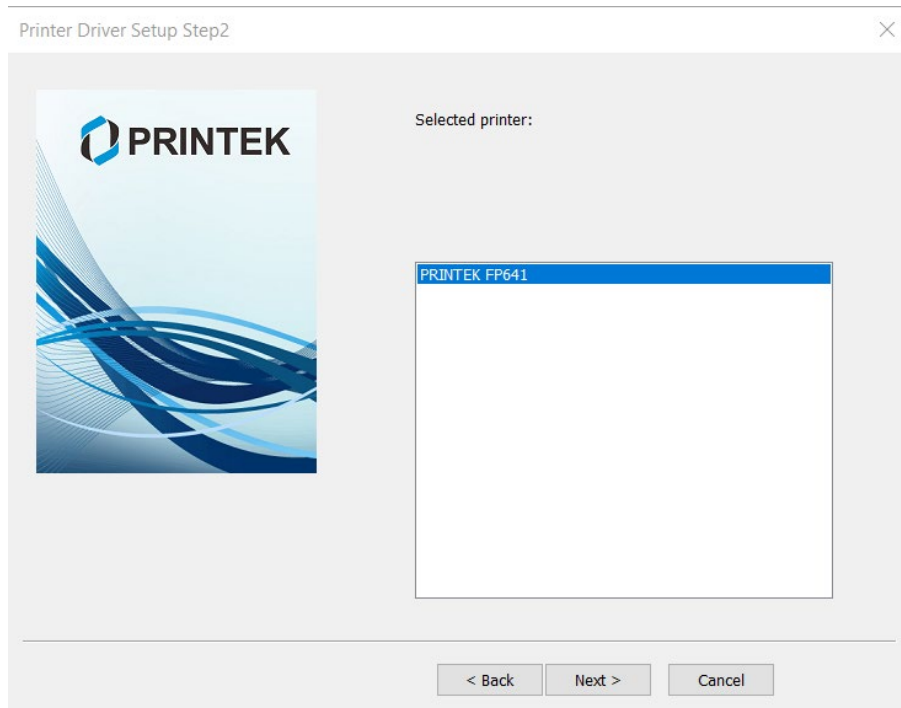 Printer Driver Setup Step2
PRINTEK
Selected printer:
PRINTEK FP641
< Back
Next >
Cancel